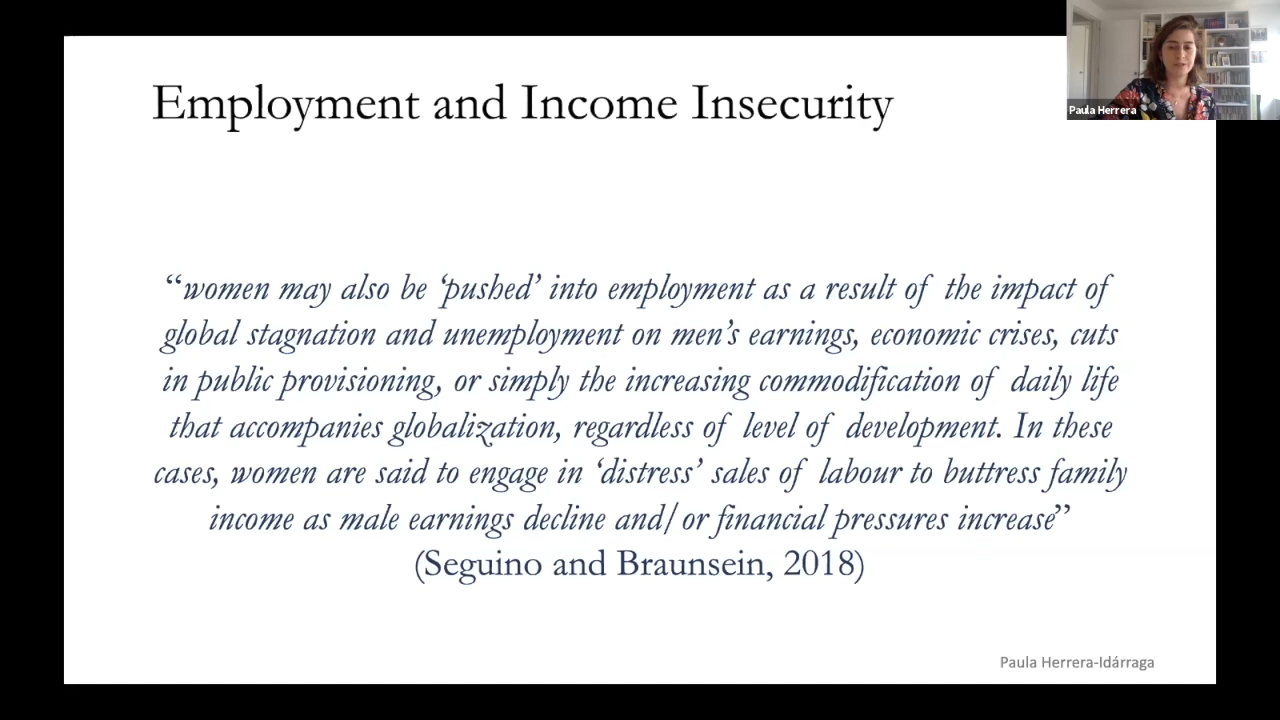 Employment and Income Insecurity
Paula Herrera
“women may also be ‘pushed’ into employment as a result of the impact of
global stagnation and unemployment on men’s earnings, economic crises, cuts
in public provisioning, or simply the increasing commodification of daily life
that accompanies globalization, regardless of level of development. In these
cases, women are said to engage in ‘distress’ sales of labour to buttress family
income as male earnings decline and/or financial pressures increase”
(Seguino and Braunsein, 2018)
Paula Herrera-Idárraga